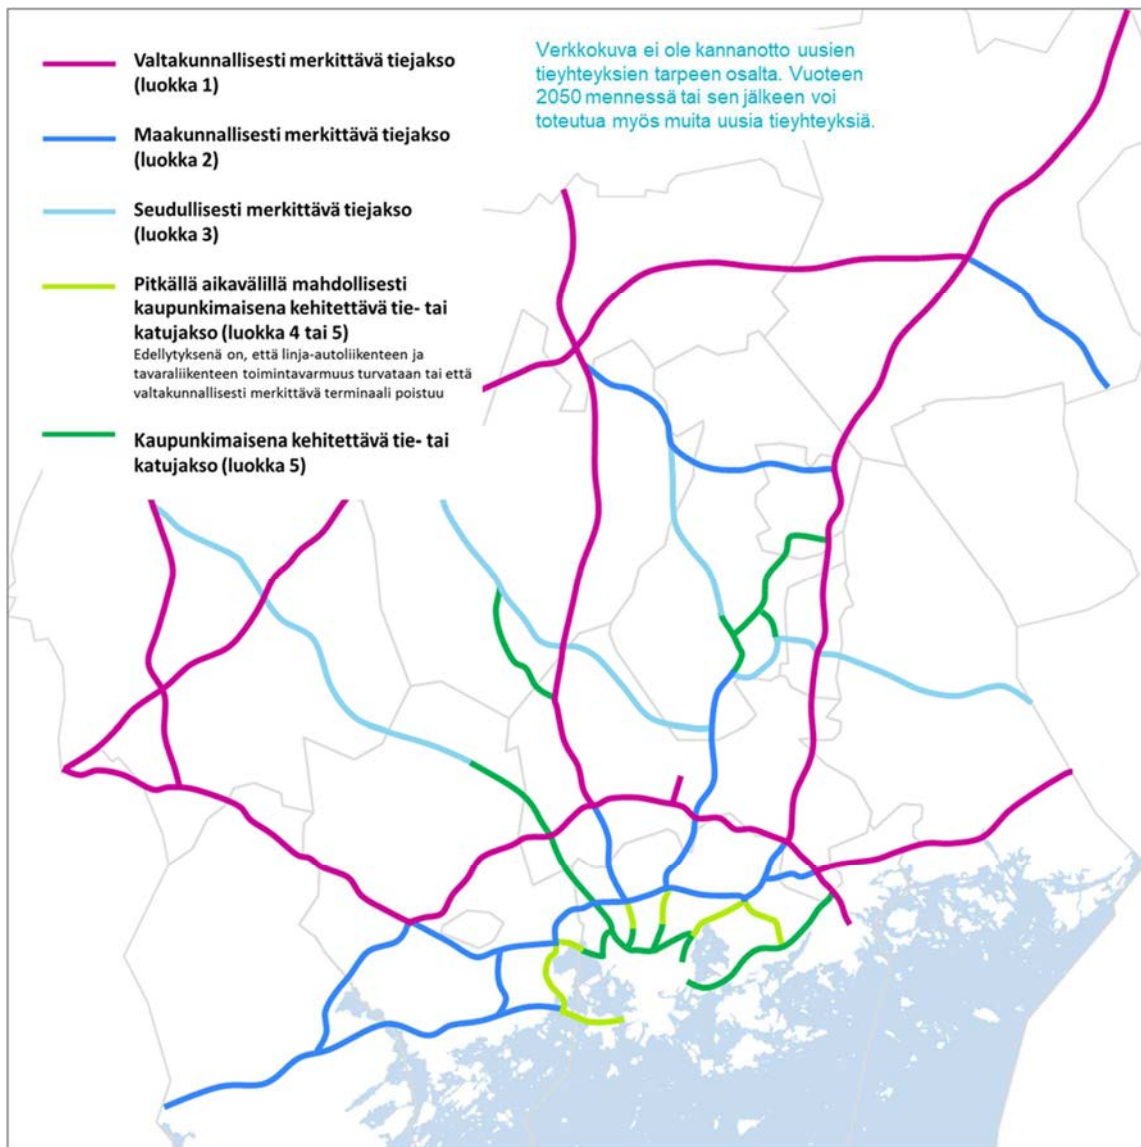 Valtakunnallisesti merkittävä tiejakso
(luokka 1)
Maakunnallisesti merkittävä tiejakso
(luokka 2)
Seudullisesti merkittävä tiejakso
(luokka 3)
Pitkällä aikavälillä mahdollisesti
kaupunkimaisena kehitettävä tie- tai
katujakso (luokka 4 tai 5)
Edellytyksenä on, että linja-autoliikenteen ja
tavaraliikenteen toimintavarmuus turvataan tai että
valtakunnallisesti merkittävä terminaali poistuu
Kaupunkimaisena kehitettävä tie- tai
katujakso (luokka 5)
Verkkokuva ei ole kannanotto uusien
tieyhteyksien tarpeen osalta. Vuoteen
2050 mennessä tai sen jälkeen voi
toteutua myös muita uusia tieyhteyksiä.